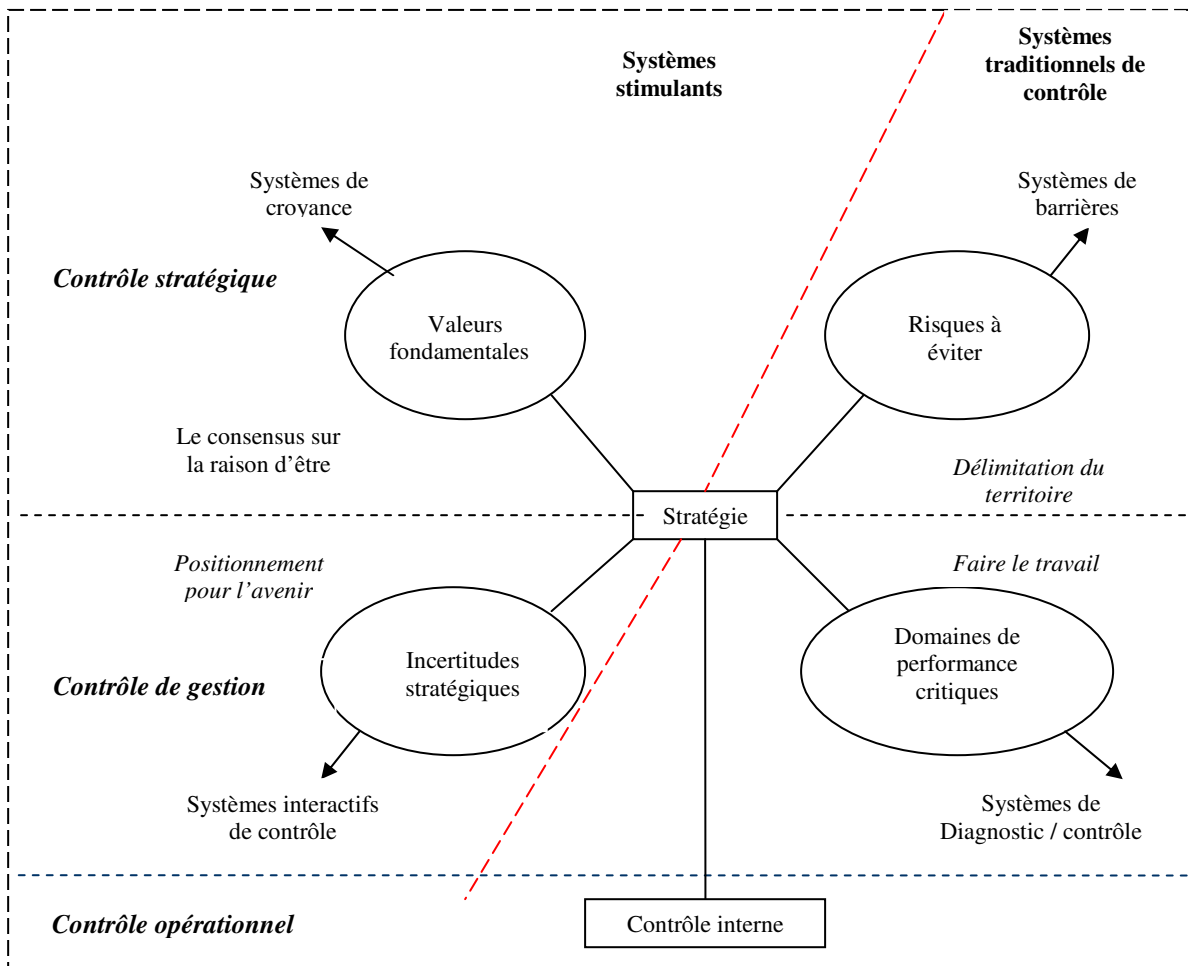 Systèmes
stimulants
Systèmes
traditionnels de
contrôle
Systèmes de
croyance
Systèmes de
barrières
Contrôle stratégique
Valeurs
fondamentales
Risques à
éviter
Le consensus sur
la raison d'être
Délimitation du
territoire
Stratégie
Positionnement
pour l'avenir
Faire le travail
Contrôle de gestion
Incertitudes
stratégiques
Domaines de
performance
critiques
Systèmes interactifs
de contrôle
Systèmes de
Diagnostic / contrôle
Contrôle opérationnel
Contrôle interne